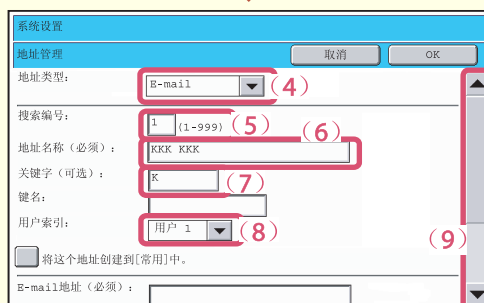 系统设置
地址管理 取消 OK
地址类型: E-mail (4)
搜索编号: 1 (1-999) (5)
地址名称（必须）: KKK KKK (6)
关键字（可选）: K (7)
键名:
用户索引: 用户 1 (8)
(9)
将这个地址创建到[常用]中。
E-mail地址（必须）: